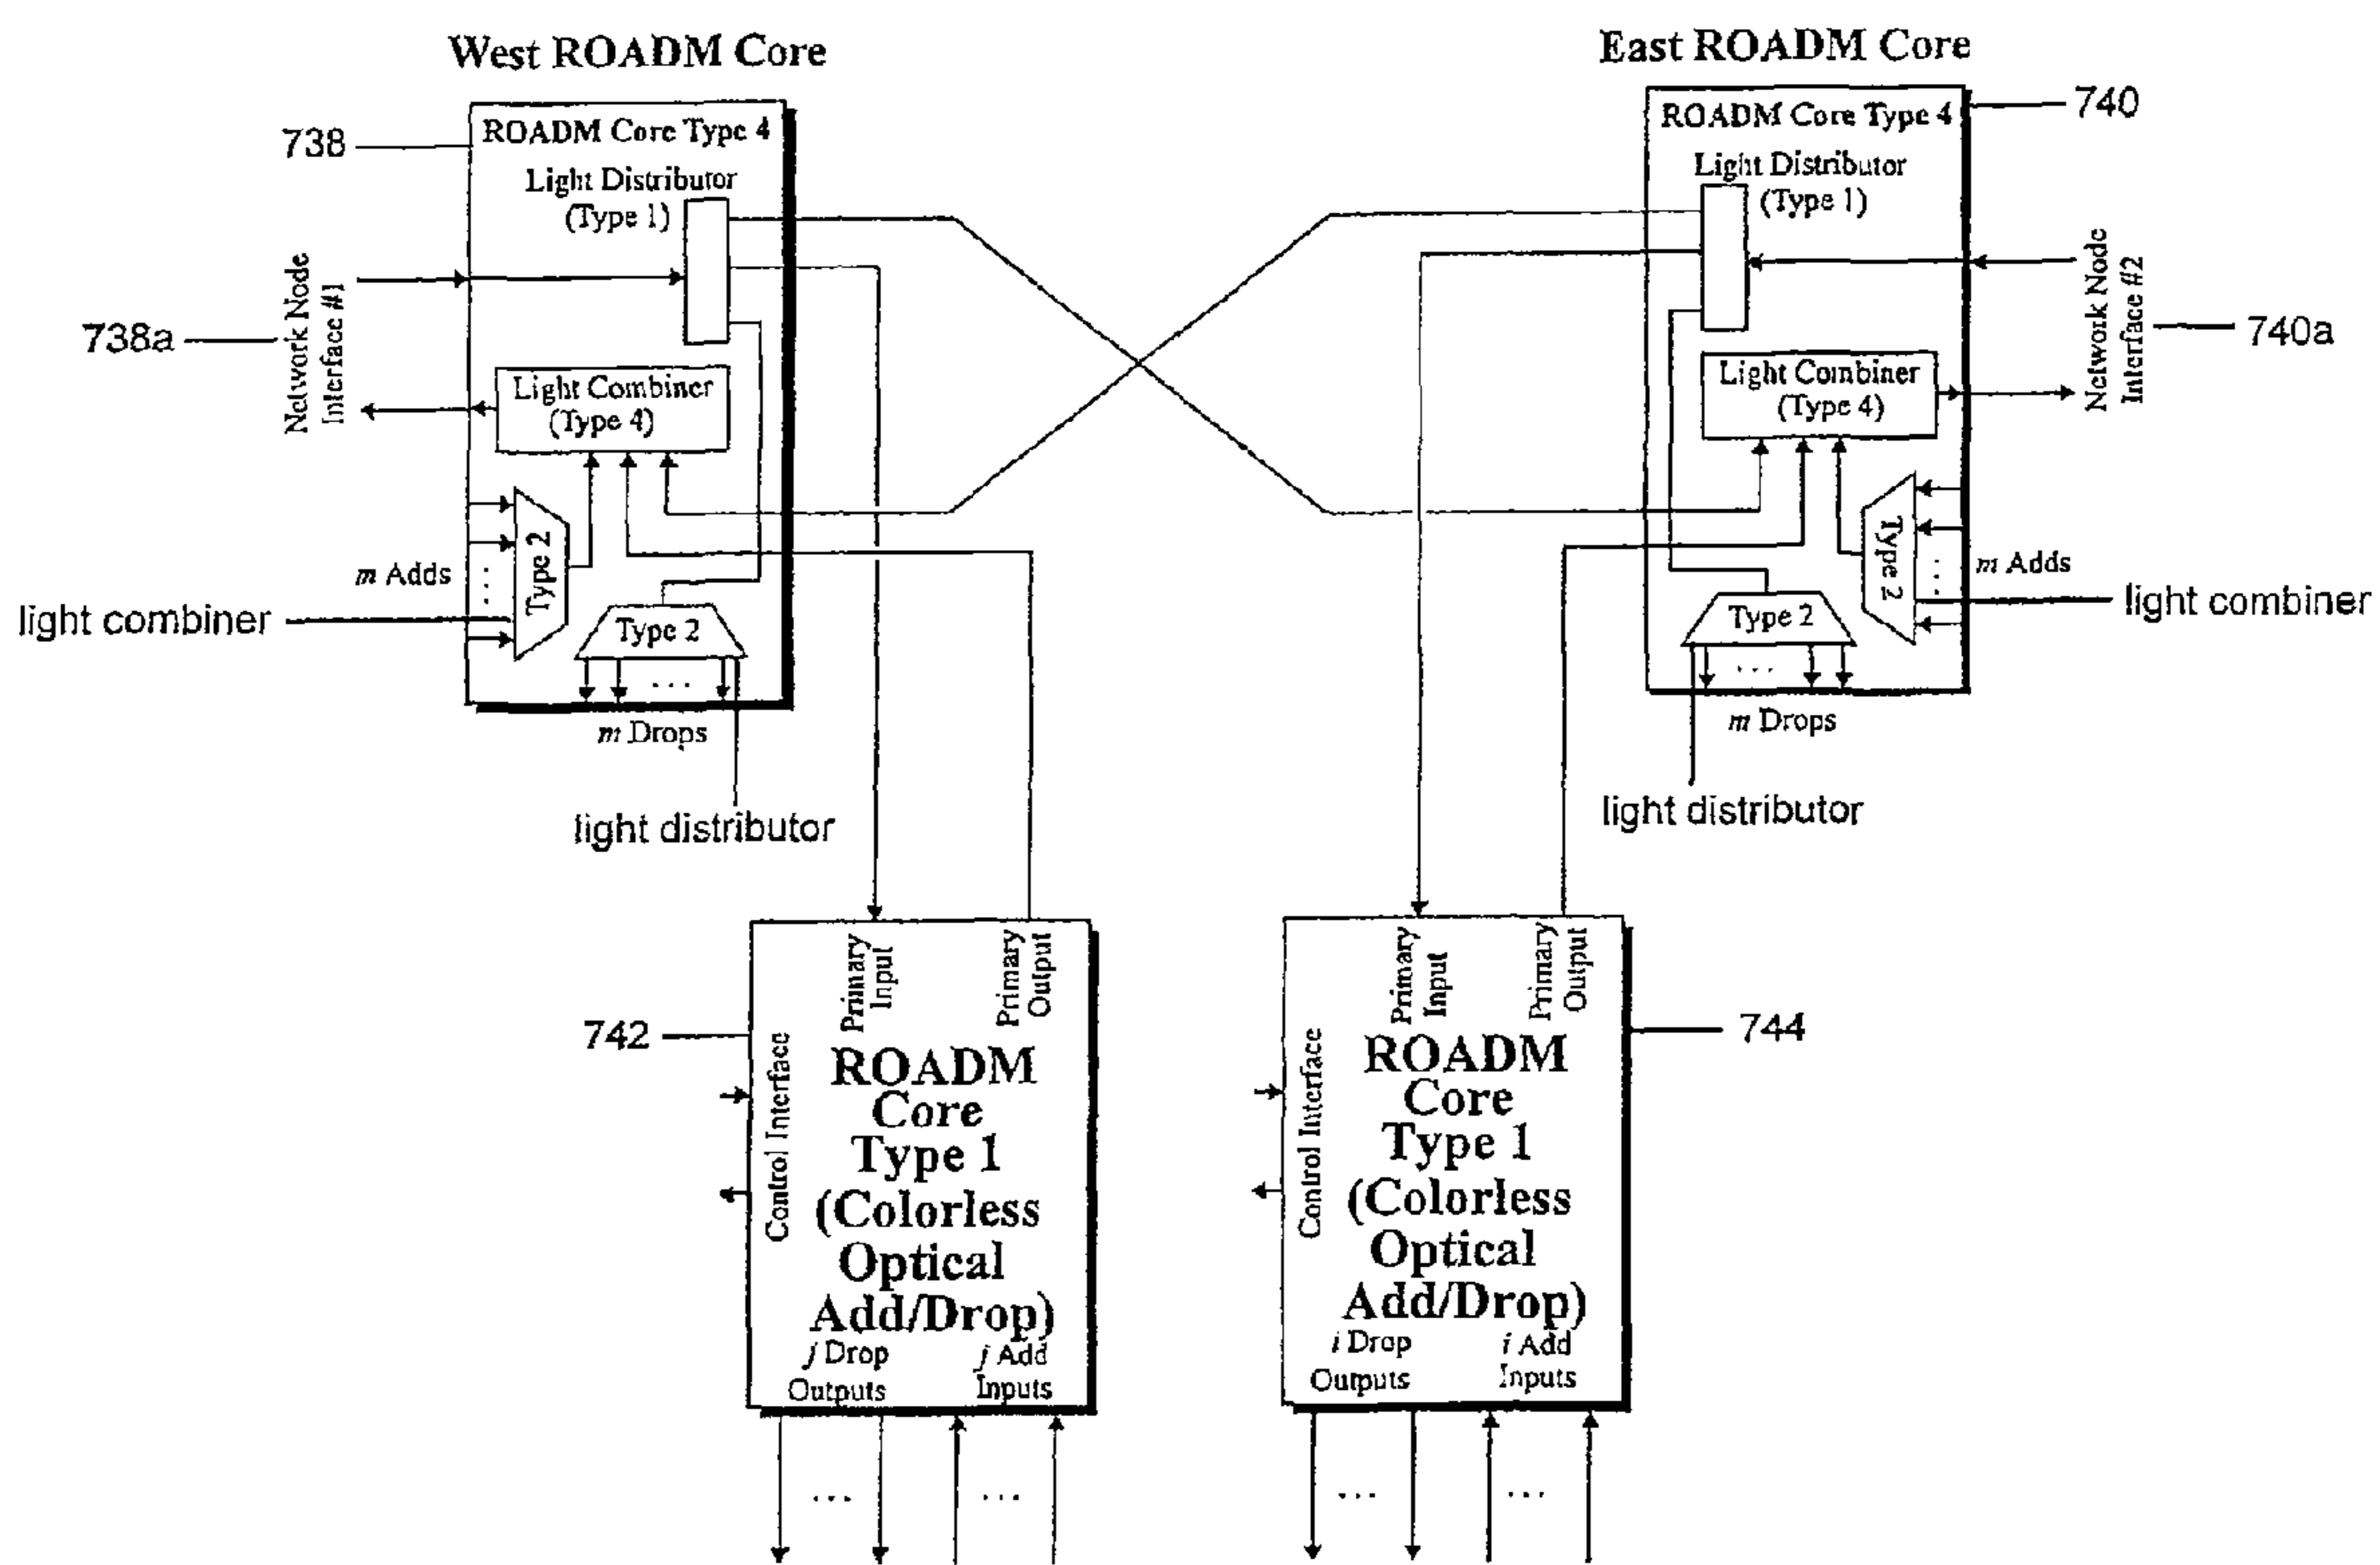 West ROADM Core
East ROADM Core
738
ROADM Core Type 4
Light Distributor
(Type 1)
740
ROADM Core Type 4
Light Distributor
(Type 1)
738a
Network Node
Interface #1
Light Combiner
(Type 4)
Network Node
Interface #2
740a
Light Combiner
(Type 4)
m Adds
...
Type 2
light combiner
Type 2
...
m Drops
light distributor
Type 2
...
m Adds
light combiner
Type 2
...
m Drops
light distributor
742
Primary
Input
Primary
Output
Control Interface
ROADM
Core
Type 1
(Colorless
Optical
Add/Drop)
j Drop
Outputs
j Add
Inputs
...
...
744
Primary
Input
Primary
Output
Control Interface
ROADM
Core
Type 1
(Colorless
Optical
Add/Drop)
i Drop
Outputs
i Add
Inputs
...
...